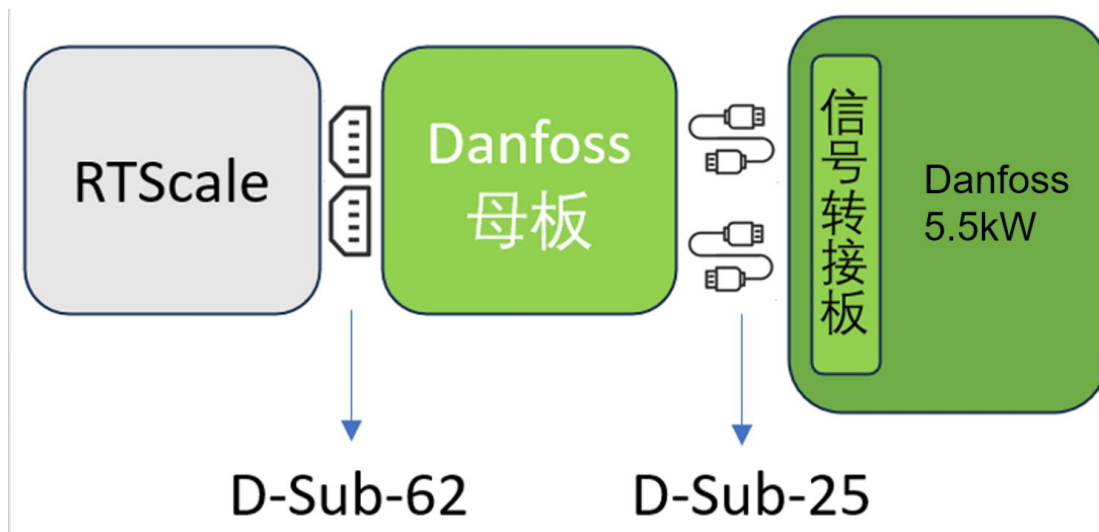 RTScale
Danfoss
母板
信号转接板
Danfoss
5.5kW
D-Sub-62
D-Sub-25